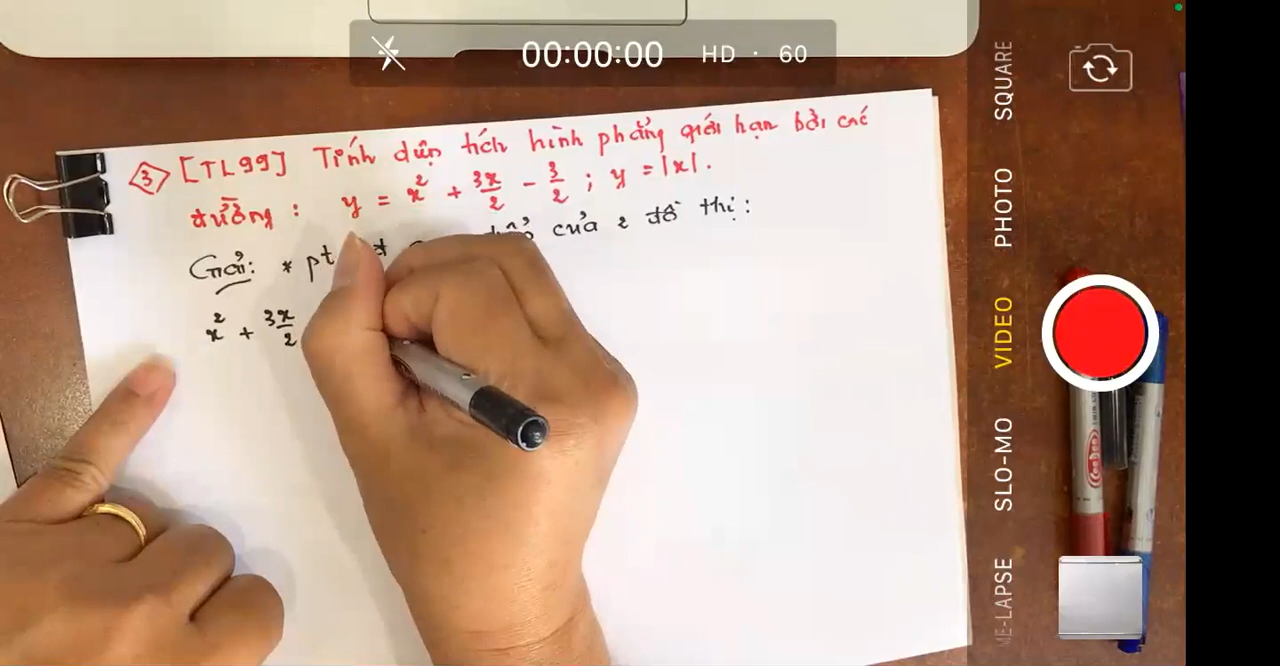 00:00:00 HD · 60
3 [TL99] Tính diện tích hình phẳng giới hạn bởi các
đường : y = x² + 3x/2 - 3/2 ; y = |x|.
Giải: * pt của 2 đồ thị :
x² + 3x/2
SQUARE
PHOTO
VIDEO
SLO-MO
ME-LAPSE